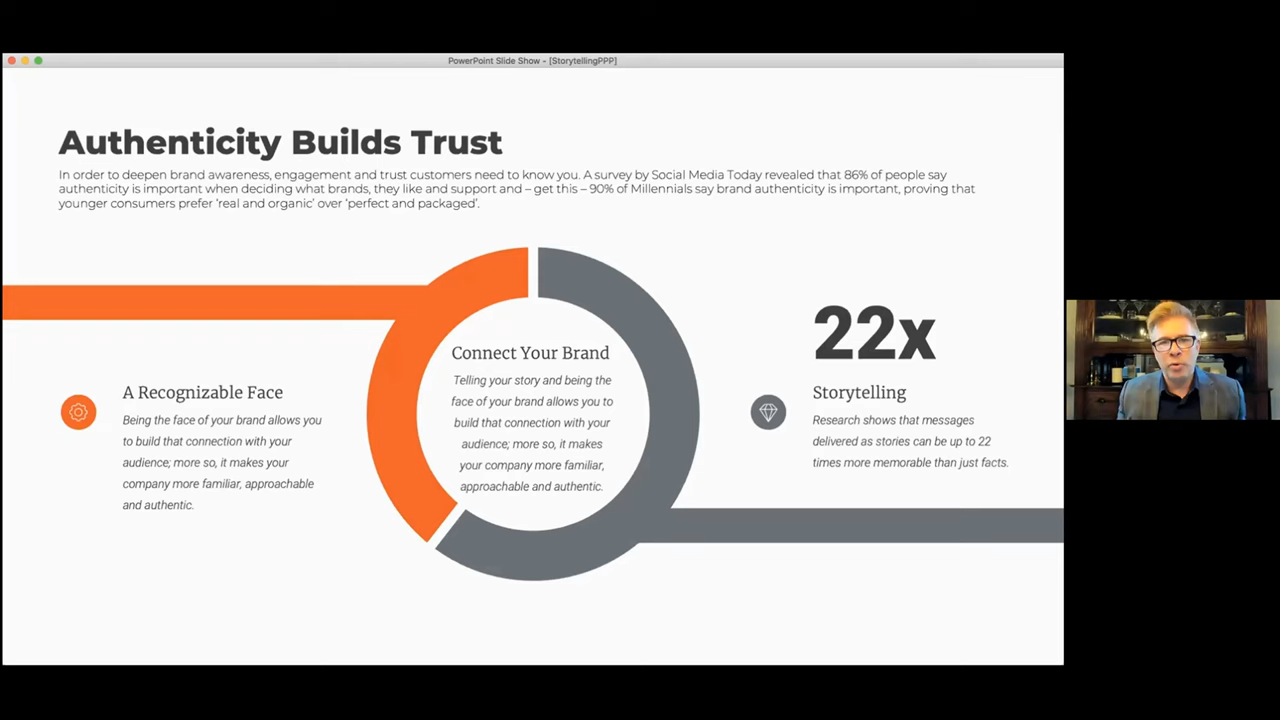 PowerPoint Slide Show - [StorytellingPPP]
Authenticity Builds Trust
In order to deepen brand awareness, engagement and trust customers need to know you. A survey by Social Media Today revealed that 86% of people say
authenticity is important when deciding what brands, they like and support and – get this – 90% of Millennials say brand authenticity is important, proving that
younger consumers prefer ‘real and organic’ over ‘perfect and packaged’.
A Recognizable Face
Being the face of your brand allows you
to build that connection with your
audience; more so, it makes your
company more familiar, approachable
and authentic.
Connect Your Brand
Telling your story and being the
face of your brand allows you to
build that connection with your
audience; more so, it makes
your company more familiar,
approachable and authentic.
22x
Storytelling
Research shows that messages
delivered as stories can be up to 22
times more memorable than just facts.